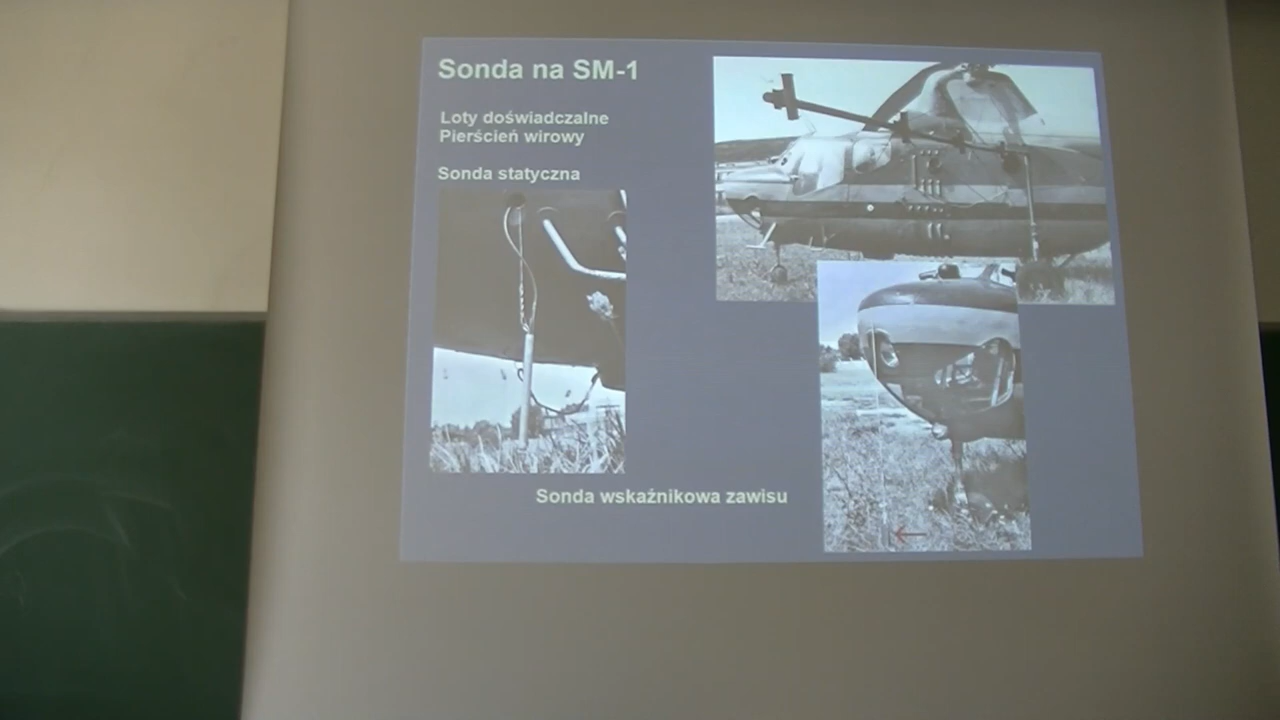 Sonda na SM-1
Loty doświadczalne
Pierścień wirowy
Sonda statyczna
Sonda wskaźnikowa zawisu